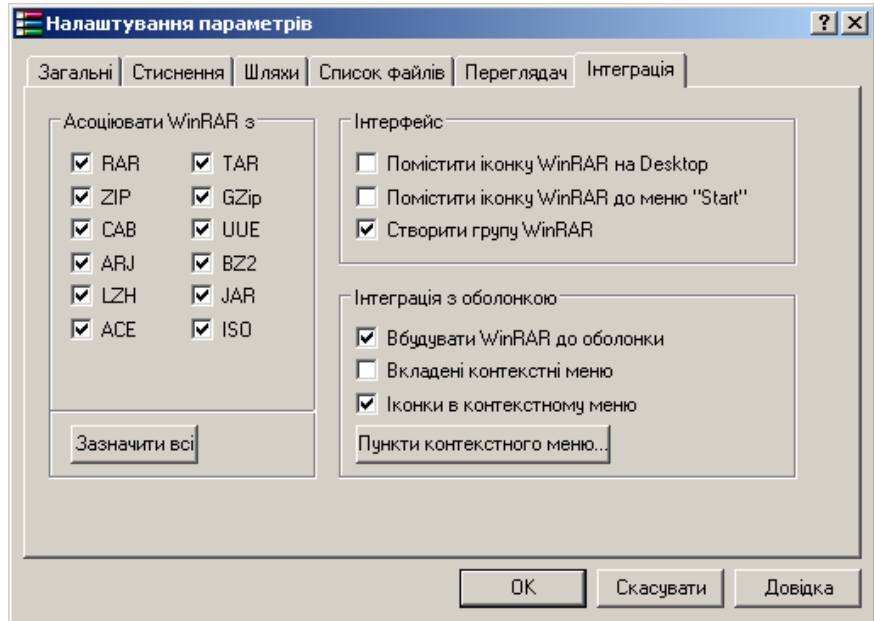 Налаштування параметрів
Загальні Стиснення Шляхи Список файлів Переглядач Інтеграція
Асоціювати WinRAR з
RAR TAR
ZIP GZip
CAB UUE
ARJ BZ2
LZH JAR
ACE ISO
Зазначити всі
Інтерфейс
Помістити іконку WinRAR на Desktop
Помістити іконку WinRAR до меню "Start"
Створити групу WinRAR
Інтеграція з оболонкою
Вбудувати WinRAR до оболонки
Вкладені контекстні меню
Іконки в контекстному меню
Пункти контекстного меню...
OK Скасувати Довідка